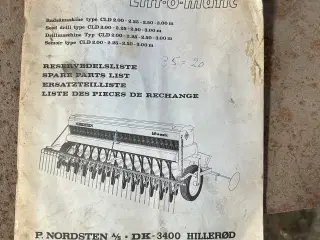 Lift-o-matic
Radsåmaskine type CLD 2.00 - 2.25 - 2.50 - 3.00 m
Seed drill type CLD 2.00 - 2.25 - 2.50 - 3.00 m
Drillmaschine Typ CLD 2.00 - 2.25 - 2.50 - 3.00 m
Semoir type CLD 2.00 - 2.25 - 2.50 - 3.00 m
35-20
RESERVEDELSLISTE
SPARE PARTS LIST
ERSATZTEILLISTE
LISTE DES PIECES DE RECHANGE
P. NORDSTEN A/S · DK-3400 HILLERØD